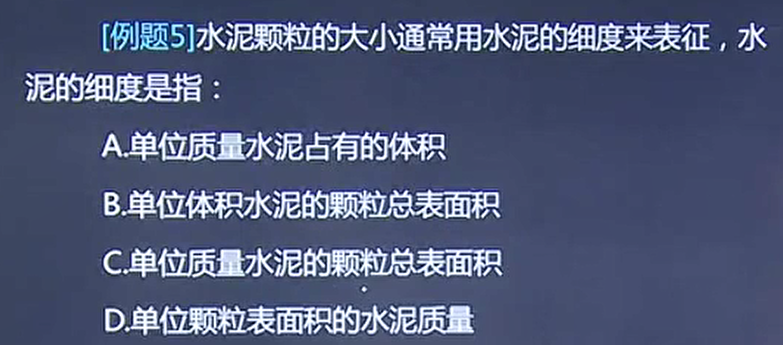 [例题5]水泥颗粒的大小通常用水泥的细度来表征，水
泥的细度是指：
A.单位质量水泥占有的体积
B.单位体积水泥的颗粒总表面积
C.单位质量水泥的颗粒总表面积
D.单位颗粒表面积的水泥质量